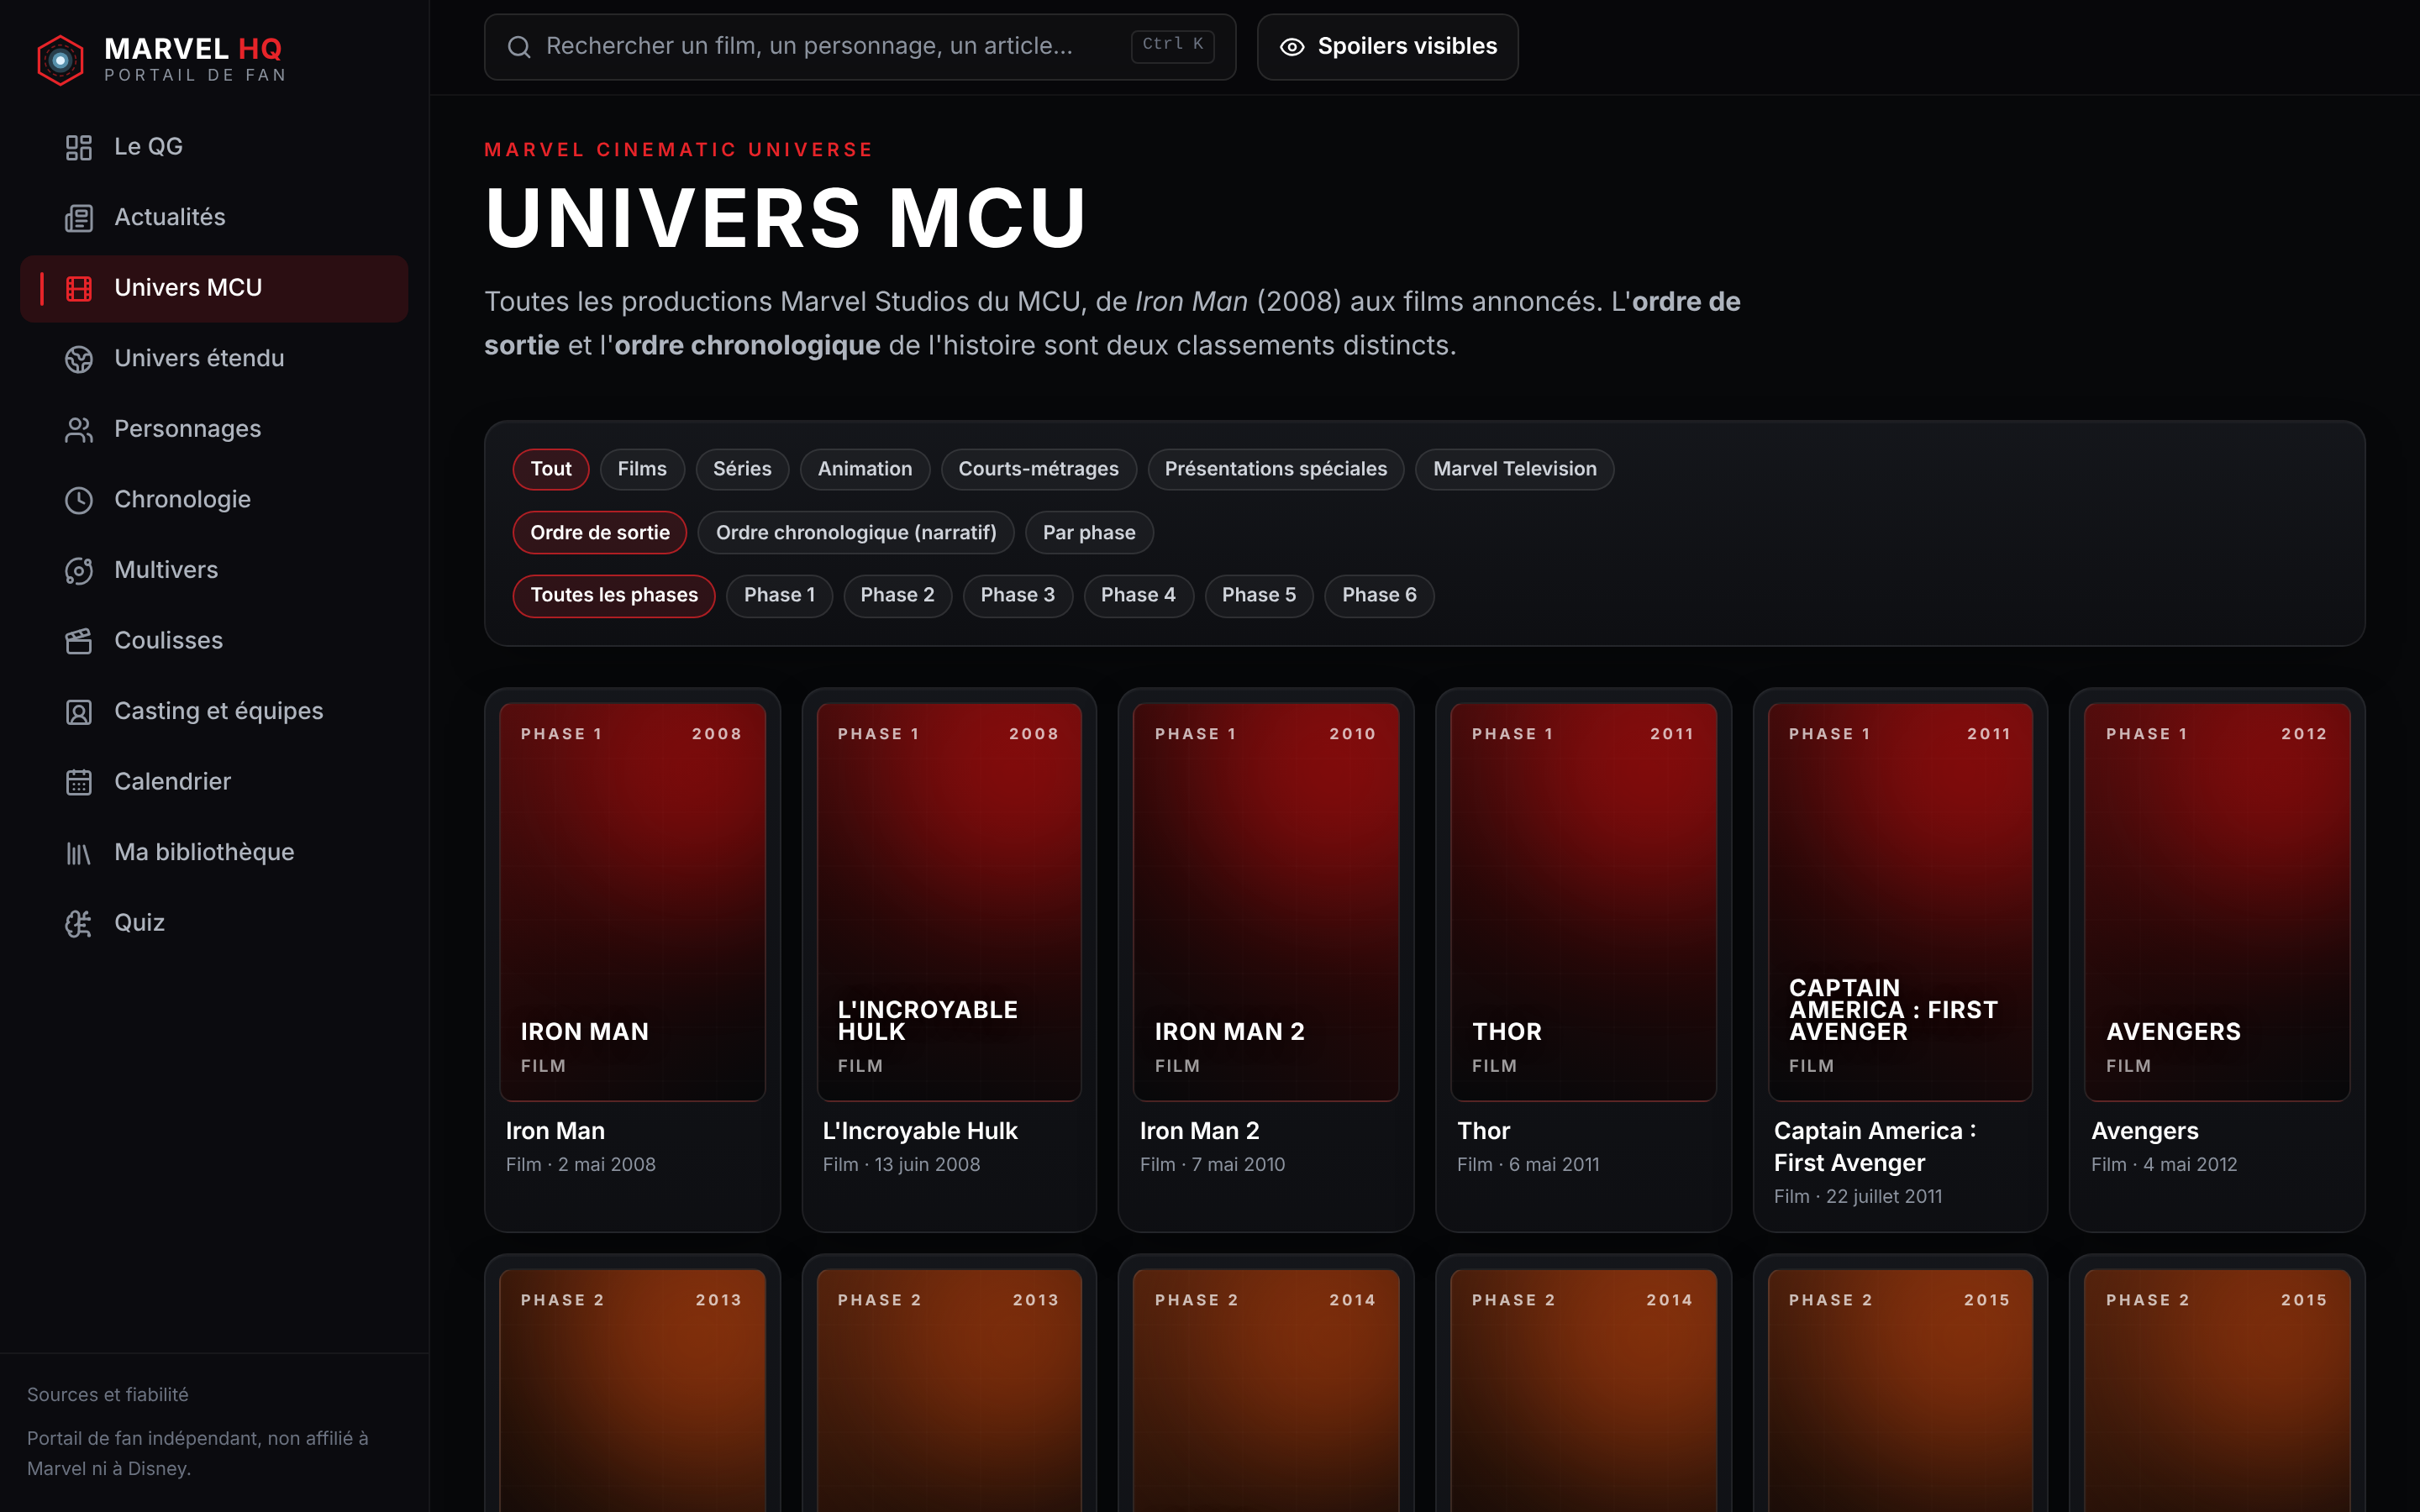 MARVEL HQ
PORTAIL DE FAN
Le QG
Actualités
Univers MCU
Univers étendu
Personnages
Chronologie
Multivers
Coulisses
Casting et équipes
Calendrier
Ma bibliothèque
Quiz
Sources et fiabilité
Portail de fan indépendant, non affilié à
Marvel ni à Disney.
Rechercher un film, un personnage, un article...
Ctrl K
Spoilers visibles
MARVEL CINEMATIC UNIVERSE
UNIVERS MCU
Toutes les productions Marvel Studios du MCU, de Iron Man (2008) aux films annoncés. L'ordre de
sortie et l'ordre chronologique de l'histoire sont deux classements distincts.
Tout Films Séries Animation Courts-métrages Présentations spéciales Marvel Television
Ordre de sortie Ordre chronologique (narratif) Par phase
Toutes les phases Phase 1 Phase 2 Phase 3 Phase 4 Phase 5 Phase 6
PHASE 1 2008
IRON MAN
FILM
Iron Man
Film · 2 mai 2008
PHASE 1 2008
L'INCROYABLE
HULK
FILM
L'Incroyable Hulk
Film · 13 juin 2008
PHASE 1 2010
IRON MAN 2
FILM
Iron Man 2
Film · 7 mai 2010
PHASE 1 2011
THOR
FILM
Thor
Film · 6 mai 2011
PHASE 1 2011
CAPTAIN
AMERICA : FIRST
AVENGER
FILM
Captain America :
First Avenger
Film · 22 juillet 2011
PHASE 1 2012
AVENGERS
FILM
Avengers
Film · 4 mai 2012
PHASE 2 2013
PHASE 2 2013
PHASE 2 2014
PHASE 2 2014
PHASE 2 2015
PHASE 2 2015